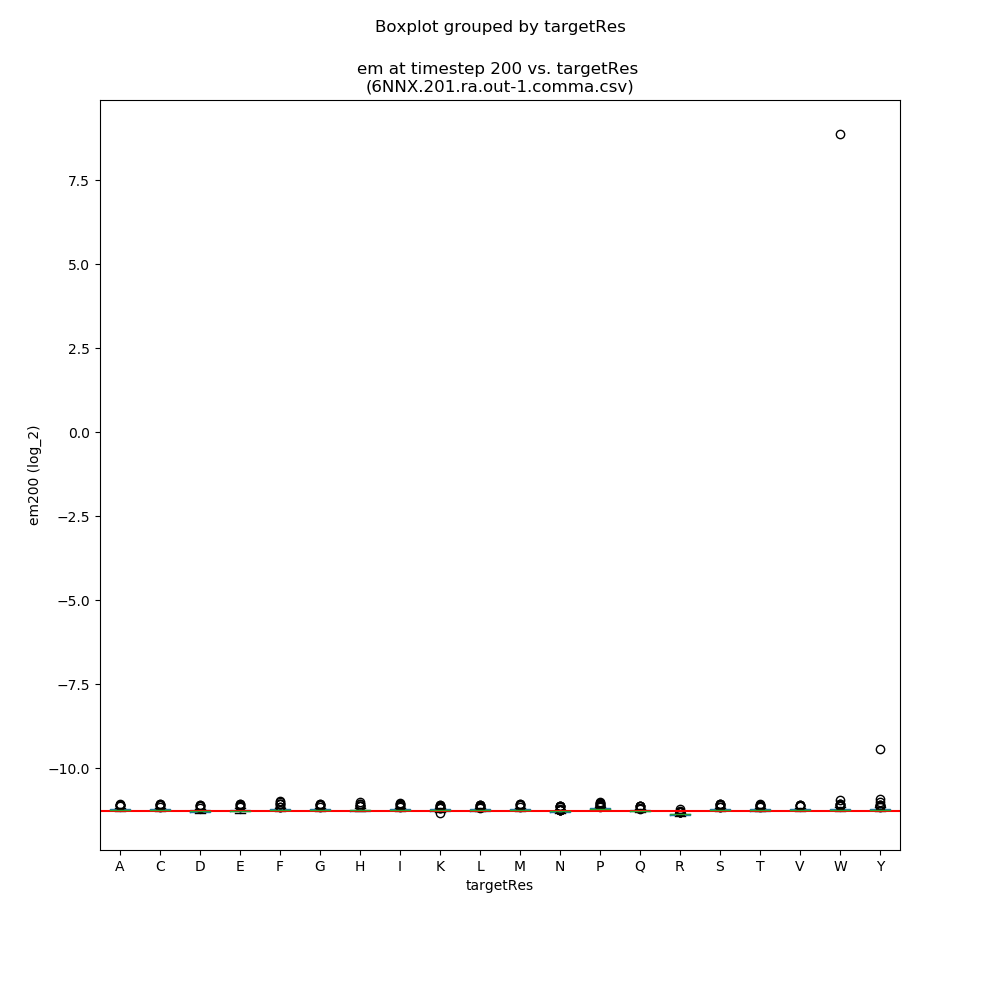 Boxplot grouped by targetRes
em at timestep 200 vs. targetRes
(6NNX.201.ra.out-1.comma.csv)
7.5
5.0
2.5
0.0
−2.5
−5.0
−7.5
−10.0
em200 (log_2)
A C D E F G H I K L M N P Q R S T V W Y
targetRes